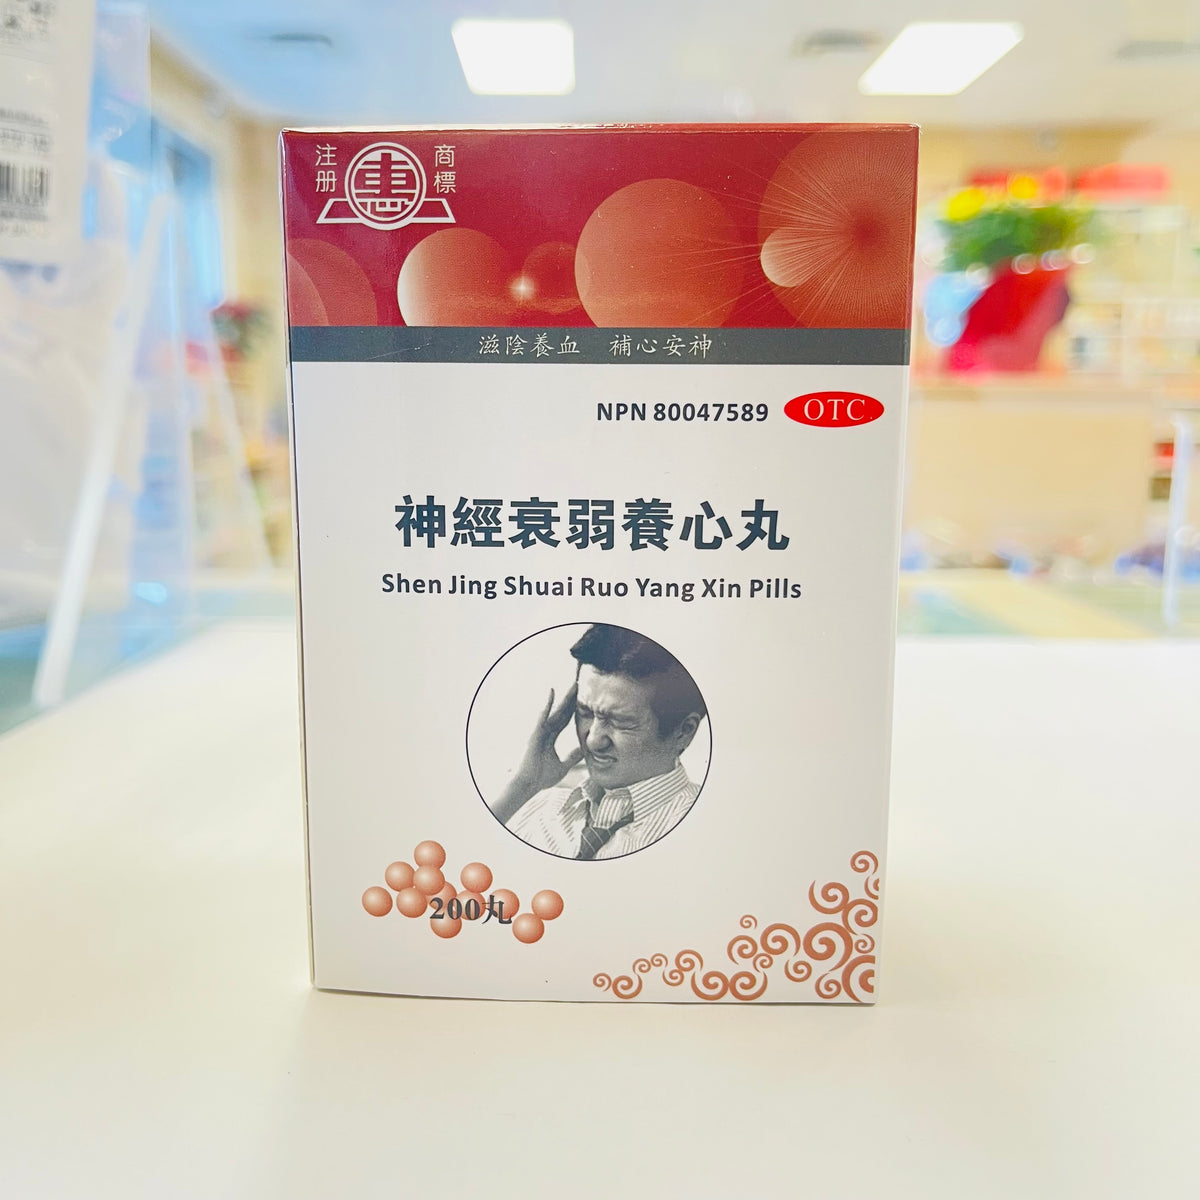 注册 商標
惠
滋陰養血 補心安神
NPN 80047589 OTC
神經衰弱養心丸
Shen Jing Shuai Ruo Yang Xin Pills
200丸